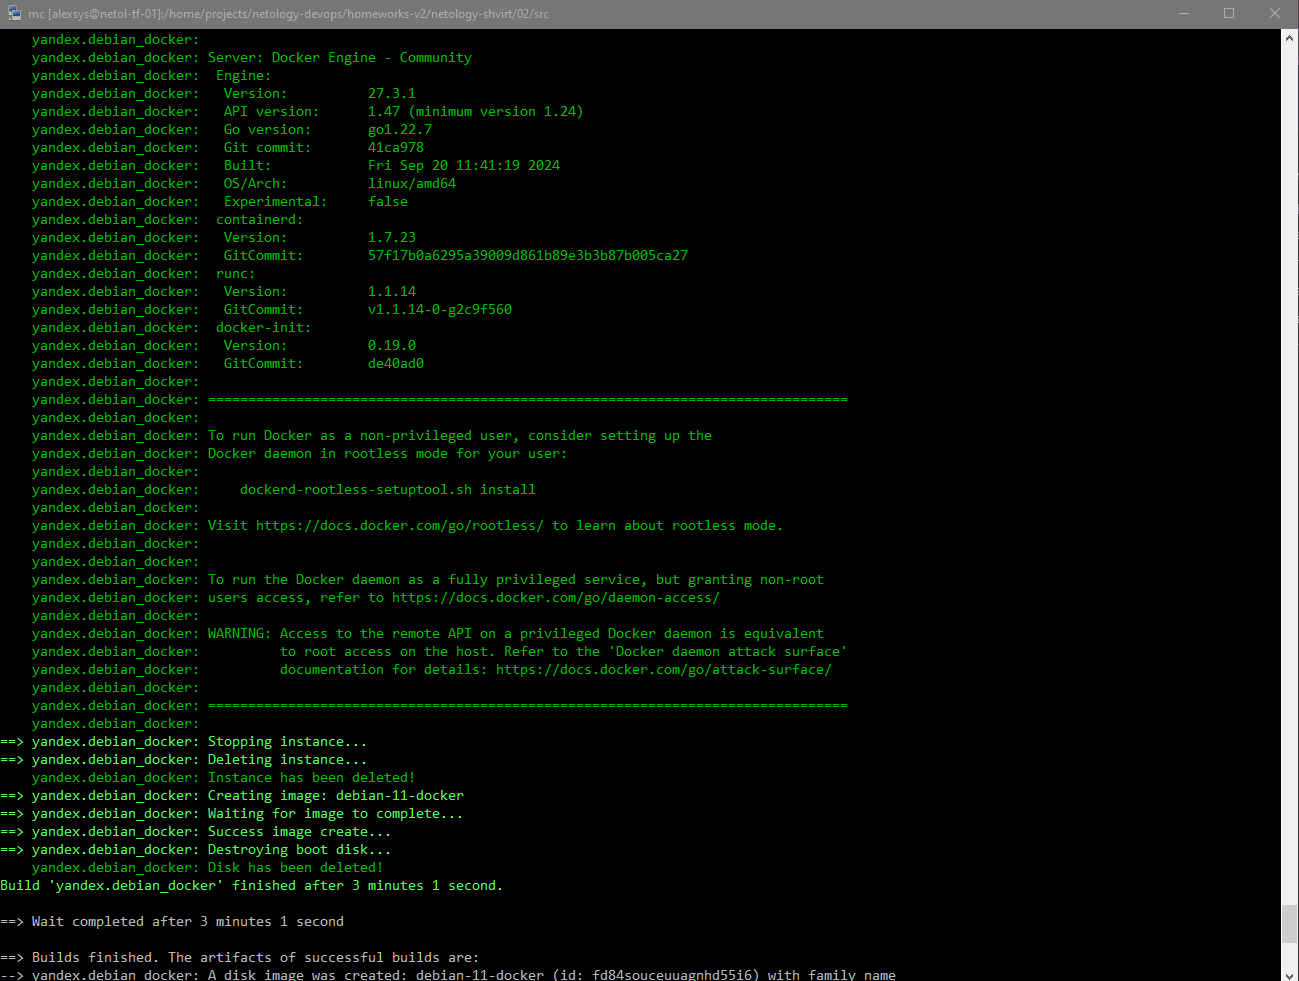 mc [alexsys@netol-tf-01]:/home/projects/netology-devops/homeworks-v2/netology-shvirt/02/src
yandex.debian_docker:
yandex.debian_docker: Server: Docker Engine - Community
yandex.debian_docker:  Engine:
yandex.debian_docker:   Version:          27.3.1
yandex.debian_docker:   API version:      1.47 (minimum version 1.24)
yandex.debian_docker:   Go version:       go1.22.7
yandex.debian_docker:   Git commit:       41ca978
yandex.debian_docker:   Built:            Fri Sep 20 11:41:19 2024
yandex.debian_docker:   OS/Arch:          linux/amd64
yandex.debian_docker:   Experimental:     false
yandex.debian_docker:  containerd:
yandex.debian_docker:   Version:          1.7.23
yandex.debian_docker:   GitCommit:        57f17b0a6295a39009d861b89e3b3b87b005ca27
yandex.debian_docker:  runc:
yandex.debian_docker:   Version:          1.1.14
yandex.debian_docker:   GitCommit:        v1.1.14-0-g2c9f560
yandex.debian_docker:  docker-init:
yandex.debian_docker:   Version:          0.19.0
yandex.debian_docker:   GitCommit:        de40ad0
yandex.debian_docker:
yandex.debian_docker: ================================================================================
yandex.debian_docker:
yandex.debian_docker: To run Docker as a non-privileged user, consider setting up the
yandex.debian_docker: Docker daemon in rootless mode for your user:
yandex.debian_docker:
yandex.debian_docker:     dockerd-rootless-setuptool.sh install
yandex.debian_docker:
yandex.debian_docker: Visit https://docs.docker.com/go/rootless/ to learn about rootless mode.
yandex.debian_docker:
yandex.debian_docker:
yandex.debian_docker: To run the Docker daemon as a fully privileged service, but granting non-root
yandex.debian_docker: users access, refer to https://docs.docker.com/go/daemon-access/
yandex.debian_docker:
yandex.debian_docker: WARNING: Access to the remote API on a privileged Docker daemon is equivalent
yandex.debian_docker:          to root access on the host. Refer to the 'Docker daemon attack surface'
yandex.debian_docker:          documentation for details: https://docs.docker.com/go/attack-surface/
yandex.debian_docker:
yandex.debian_docker: ================================================================================
yandex.debian_docker:
==> yandex.debian_docker: Stopping instance...
==> yandex.debian_docker: Deleting instance...
yandex.debian_docker: Instance has been deleted!
==> yandex.debian_docker: Creating image: debian-11-docker
==> yandex.debian_docker: Waiting for image to complete...
==> yandex.debian_docker: Success image create...
==> yandex.debian_docker: Destroying boot disk...
yandex.debian_docker: Disk has been deleted!
Build 'yandex.debian_docker' finished after 3 minutes 1 second.
==> Wait completed after 3 minutes 1 second
==> Builds finished. The artifacts of successful builds are:
--> yandex.debian_docker: A disk image was created: debian-11-docker (id: fd84souceuuagnhd55i6) with family name